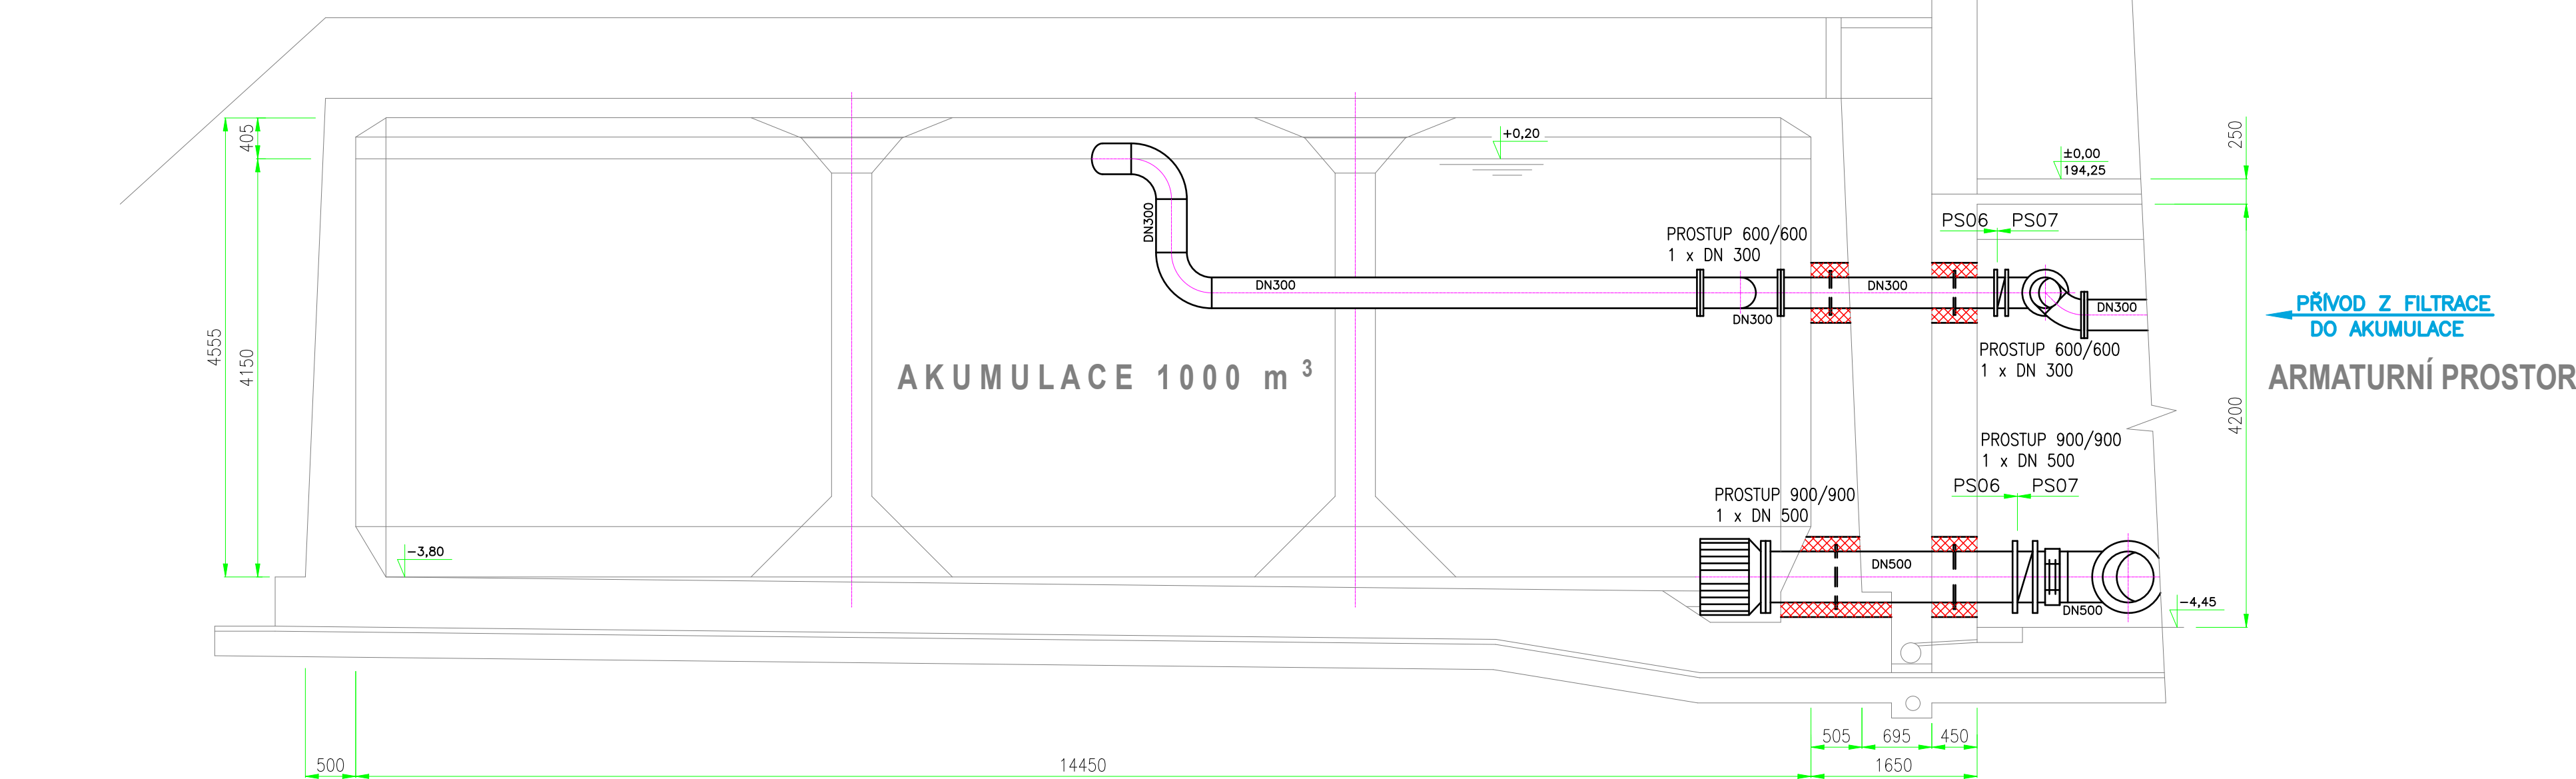 405
4555
4150
+0,20
±0,00
194,25
250
PS06 PS07
DN300
PROSTUP 600/600
1 x DN 300
DN300
DN300
DN300
DN300
PŘÍVOD Z FILTRACE
DO AKUMULACE
PROSTUP 600/600
1 x DN 300
AKUMULACE 1000 m³
ARMATURNÍ PROSTOR
4200
PROSTUP 900/900
1 x DN 500
PS06 PS07
PROSTUP 900/900
1 x DN 500
-3,80
DN500
DN500
-4,45
505 695 450
500 14450 1650